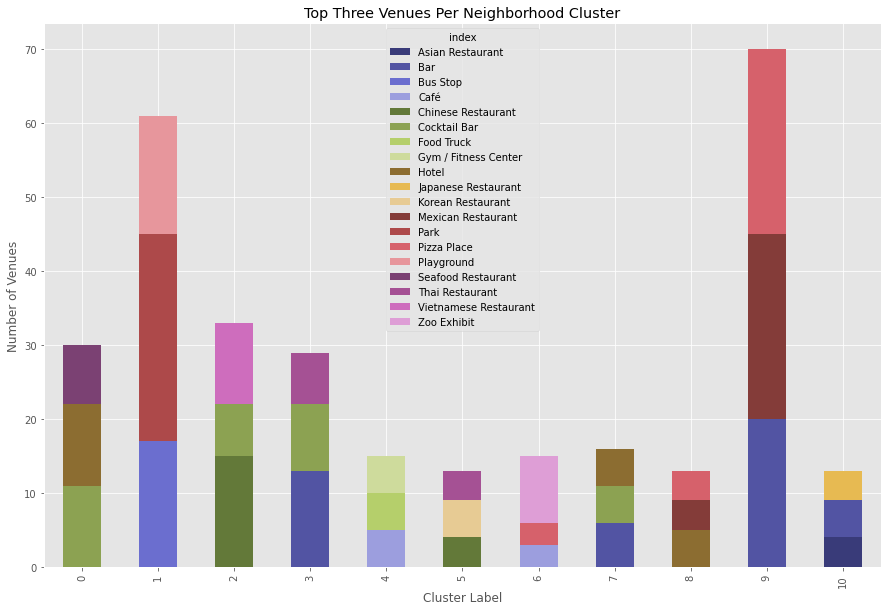 Top Three Venues Per Neighborhood Cluster
index
Asian Restaurant
Bar
Bus Stop
Café
Chinese Restaurant
Cocktail Bar
Food Truck
Gym / Fitness Center
Hotel
Japanese Restaurant
Korean Restaurant
Mexican Restaurant
Park
Pizza Place
Playground
Seafood Restaurant
Thai Restaurant
Vietnamese Restaurant
Zoo Exhibit
Number of Venues
70
60
50
40
30
20
10
0
0 1 2 3 4 5 6 7 8 9 10
Cluster Label